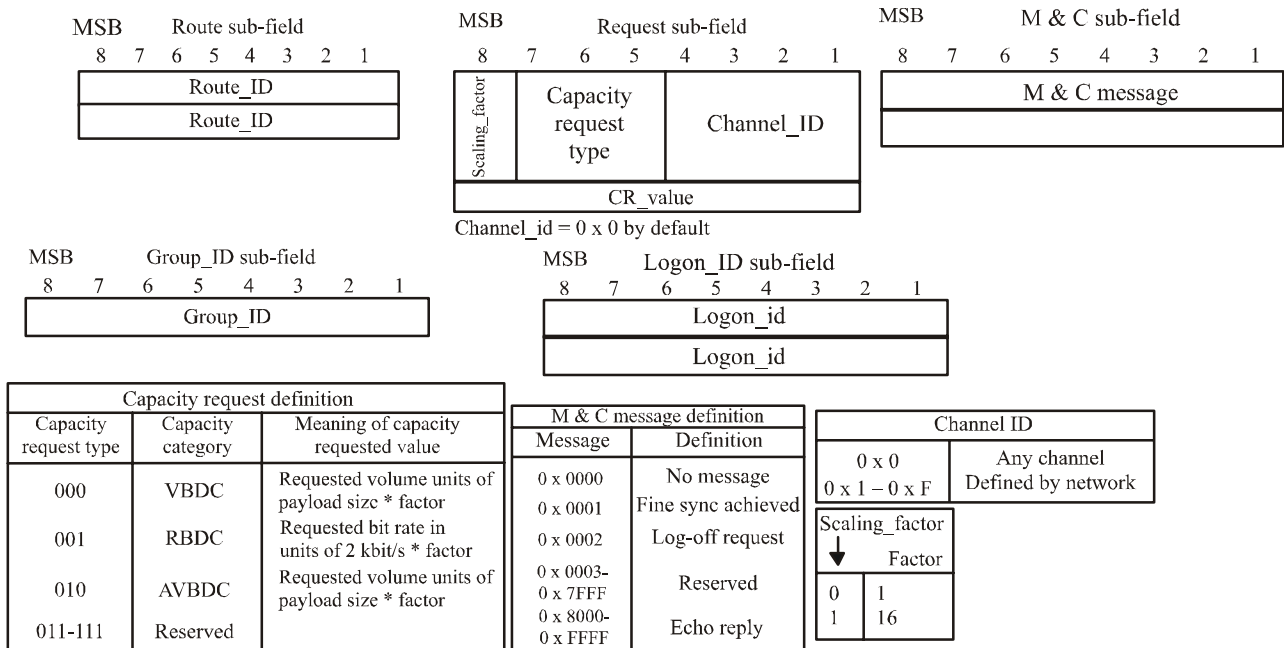 MSB Route sub-field
8 7 6 5 4 3 2 1
Route_ID
Route_ID
MSB Request sub-field
8 7 6 5 4 3 2 1
Scaling_factor
Capacity
request
type
Channel_ID
CR_value
Channel_id = 0 x 0 by default
MSB M & C sub-field
8 7 6 5 4 3 2 1
M & C message
MSB Group_ID sub-field
8 7 6 5 4 3 2 1
Group_ID
MSB Logon_ID sub-field
8 7 6 5 4 3 2 1
Logon_id
Logon_id
Capacity request definition
Capacity
request type
Capacity
category
Meaning of capacity
requested value
000 VBDC
Requested volume units of
payload size * factor
001 RBDC
Requested bit rate in
units of 2 kbit/s * factor
010 AVBDC
Requested volume units of
payload size * factor
011-111 Reserved
M & C message definition
Message Definition
0 x 0000 No message
0 x 0001 Fine sync achieved
0 x 0002 Log-off request
0 x 0003-
0 x 7FFF
Reserved
0 x 8000-
0 x FFFF
Echo reply
Channel ID
0 x 0 Any channel
0 x 1 – 0 x F Defined by network
Scaling_factor
Factor
0 1
1 16